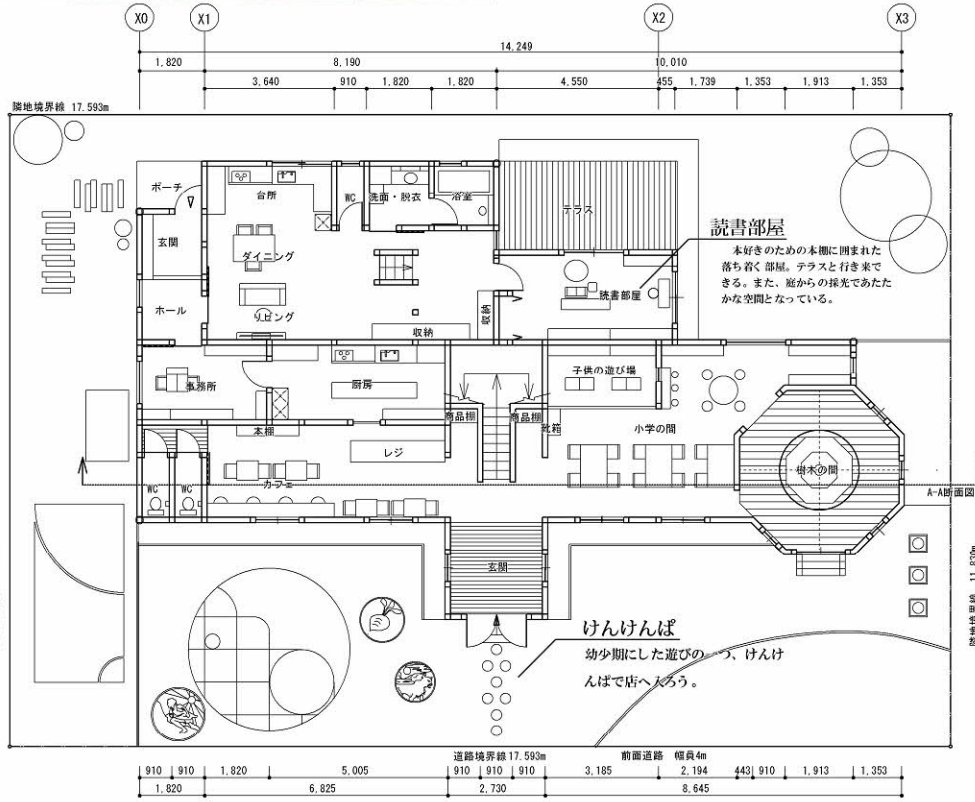 X0 X1 X2 X3
14,249
1,820 8,190 10,010
3,640 910 1,820 1,820 4,550 455 1,739 1,353 1,913 1,353
隣地境界線 17.593m
ポーチ
台所
WC
洗面・脱衣
浴室
テラス
玄関
ダイニング
ホール
リビング
収納
収納
読書部屋
読書部屋
本好きのための本棚に囲まれた
落ち着く部屋。テラスと行き来で
きる。また、庭からの採光であたた
かな空間となっている。
事務所
厨房
商品棚
商品棚
靴箱
子供の遊び場
小学の間
本棚
レジ
カフェ
WC
WC
樹木の間
A-A断面図
玄関
隣地境界線 11.830m
けんけんぱ
幼少期にした遊びの一つ、けんけ
んぱで店へ入ろう。
道路境界線17.593m
前面道路 幅員4m
910 910 1,820 5,005 910 910 910 3,185 2,194 443 910 1,913 1,353
1,820 6,825 2,730 8,645